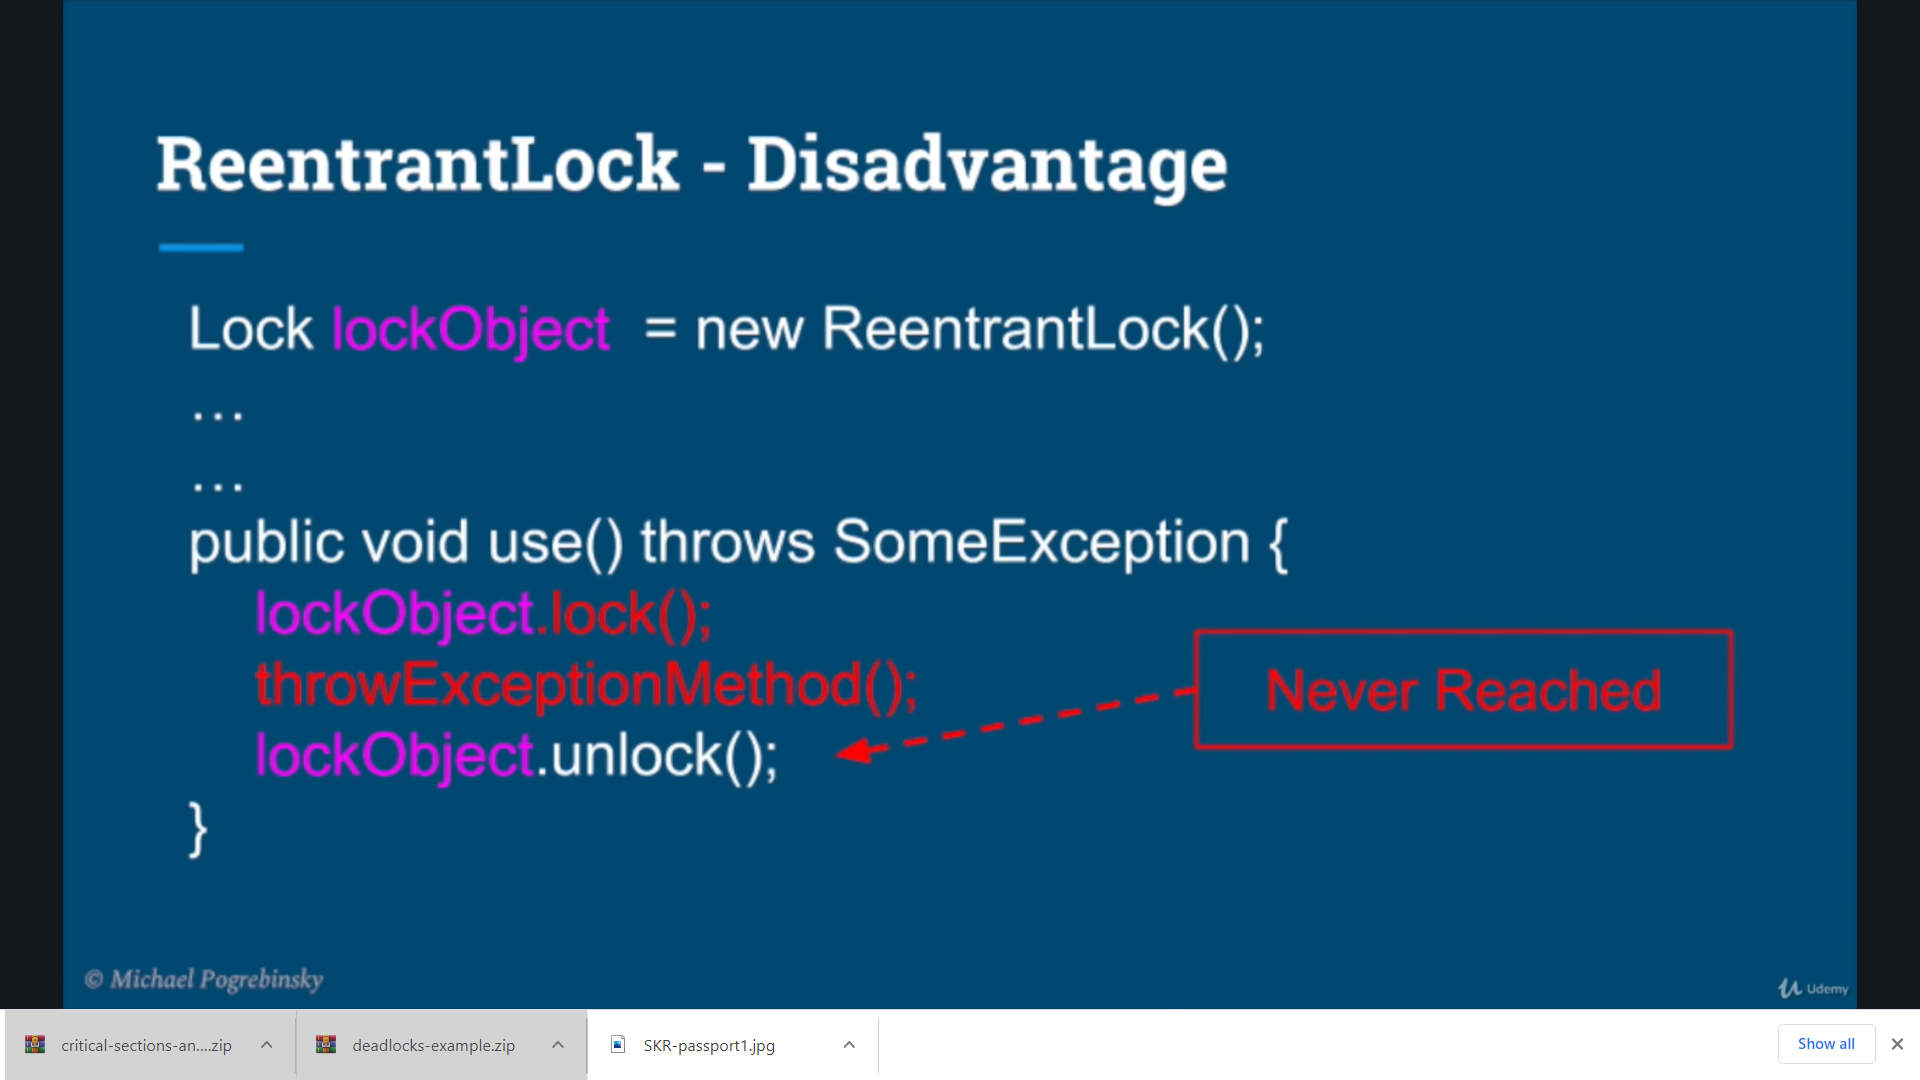 ReentrantLock - Disadvantage
Lock lockObject = new ReentrantLock();
...
...
public void use() throws SomeException {
lockObject.lock();
throwExceptionMethod();
Never Reached
lockObject.unlock();
}
© Michael Pogrebinsky
Udemy
critical-sections-an....zip
deadlocks-example.zip
SKR-passport1.jpg
Show all